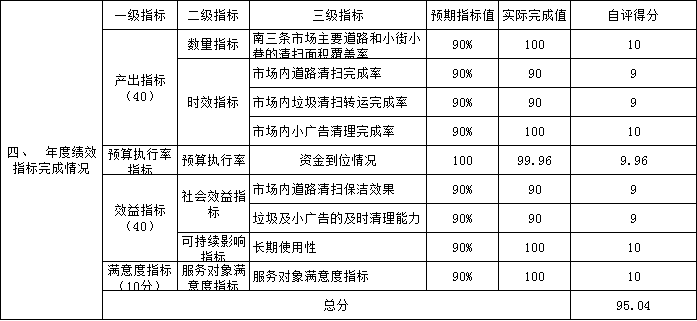 一级指标 二级指标 三级指标 预期指标值 实际完成值 自评得分
四、 年度绩效
指标完成情况
产出指标
（40）
数量指标
南三条市场主要道路和小街小
巷的清扫面积覆盖率
90% 100 10
时效指标
市场内道路清扫完成率 90% 90 9
市场内垃圾清扫转运完成率 90% 90 9
市场内小广告清理完成率 90% 100 10
预算执行率
指标
预算执行率 资金到位情况 100 99.96 9.96
效益指标
（40）
社会效益指
标
市场内道路清扫保洁效果 90% 90 9
垃圾及小广告的及时清理能力 90% 90 9
可持续影响
指标
长期使用性 90% 100 10
满意度指标
（10分）
服务对象满
意度指标
服务对象满意度指标 90% 100 10
总分 95.04